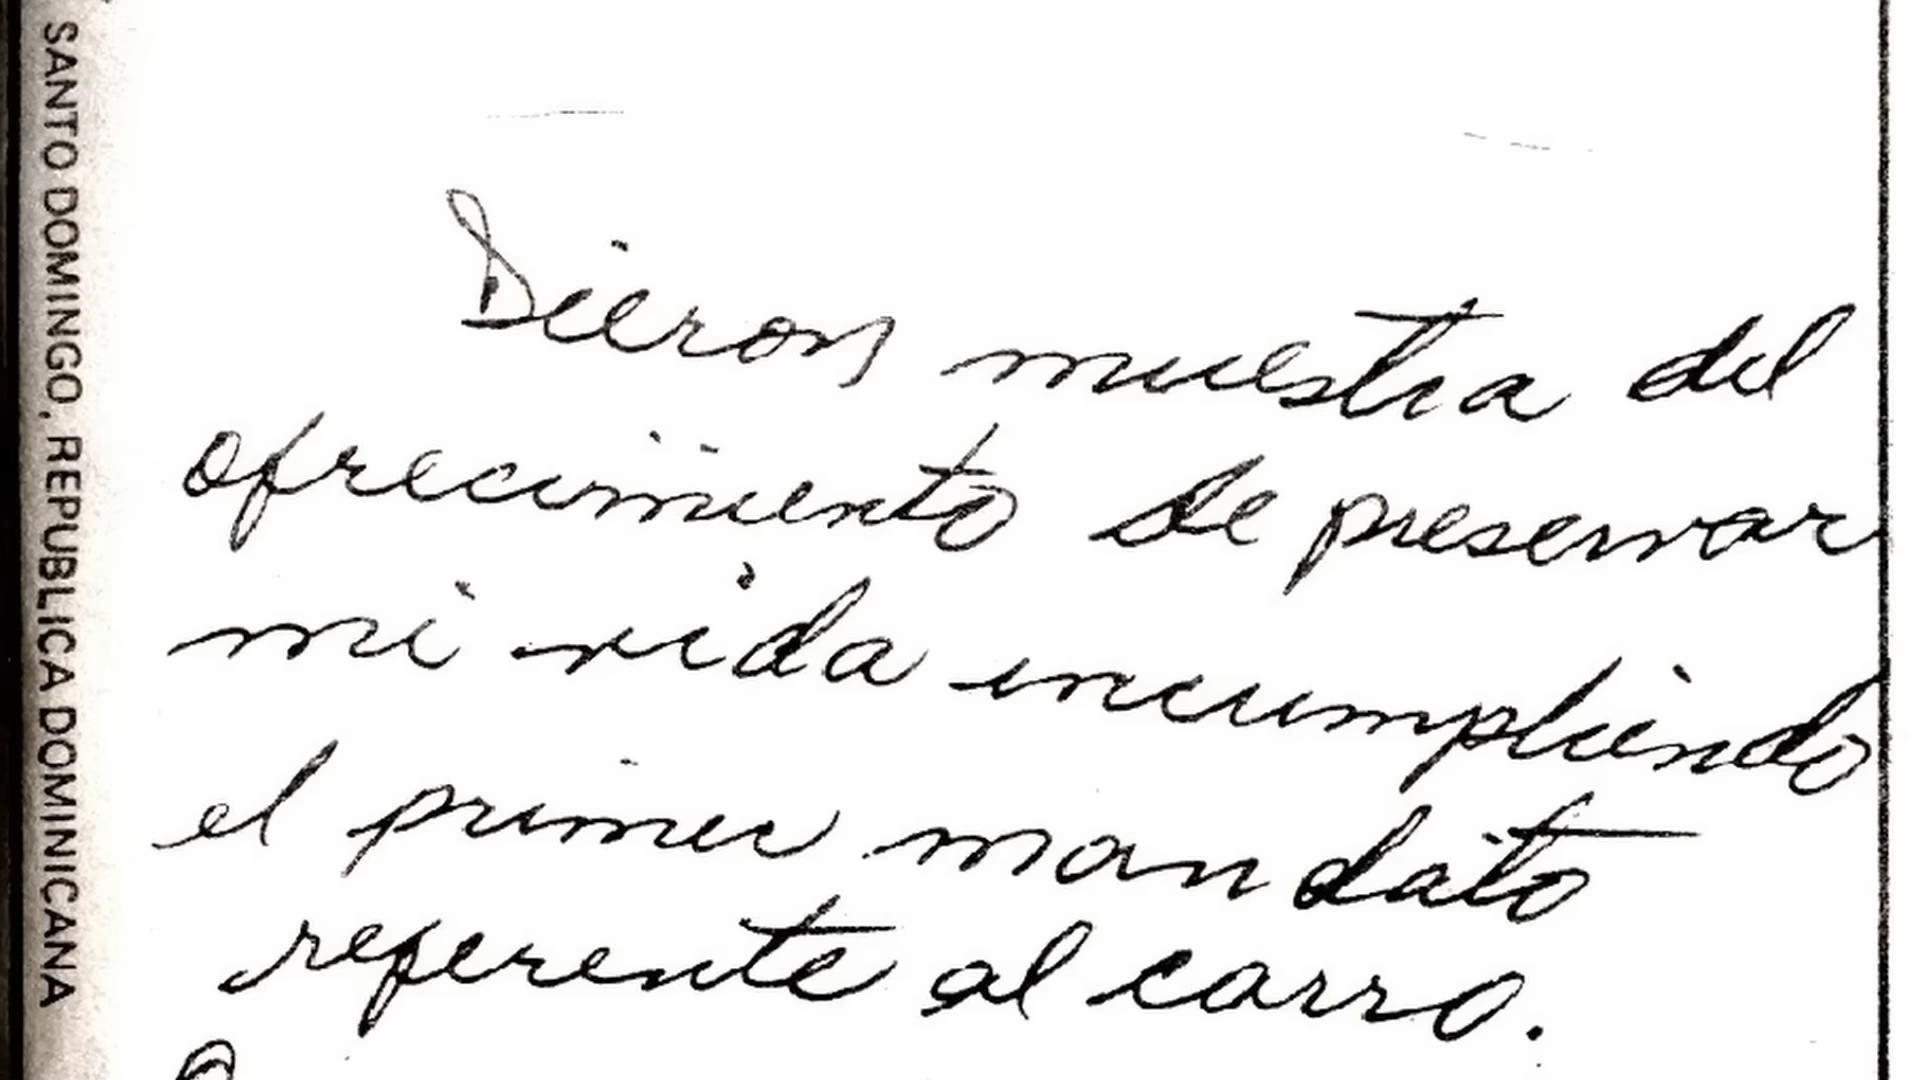 SANTO DOMINGO, REPUBLICA DOMINICANA
Dieron muestra del
ofrecimiento de preservar
mi vida incumpliendo
el primer mandato
referente al carro.